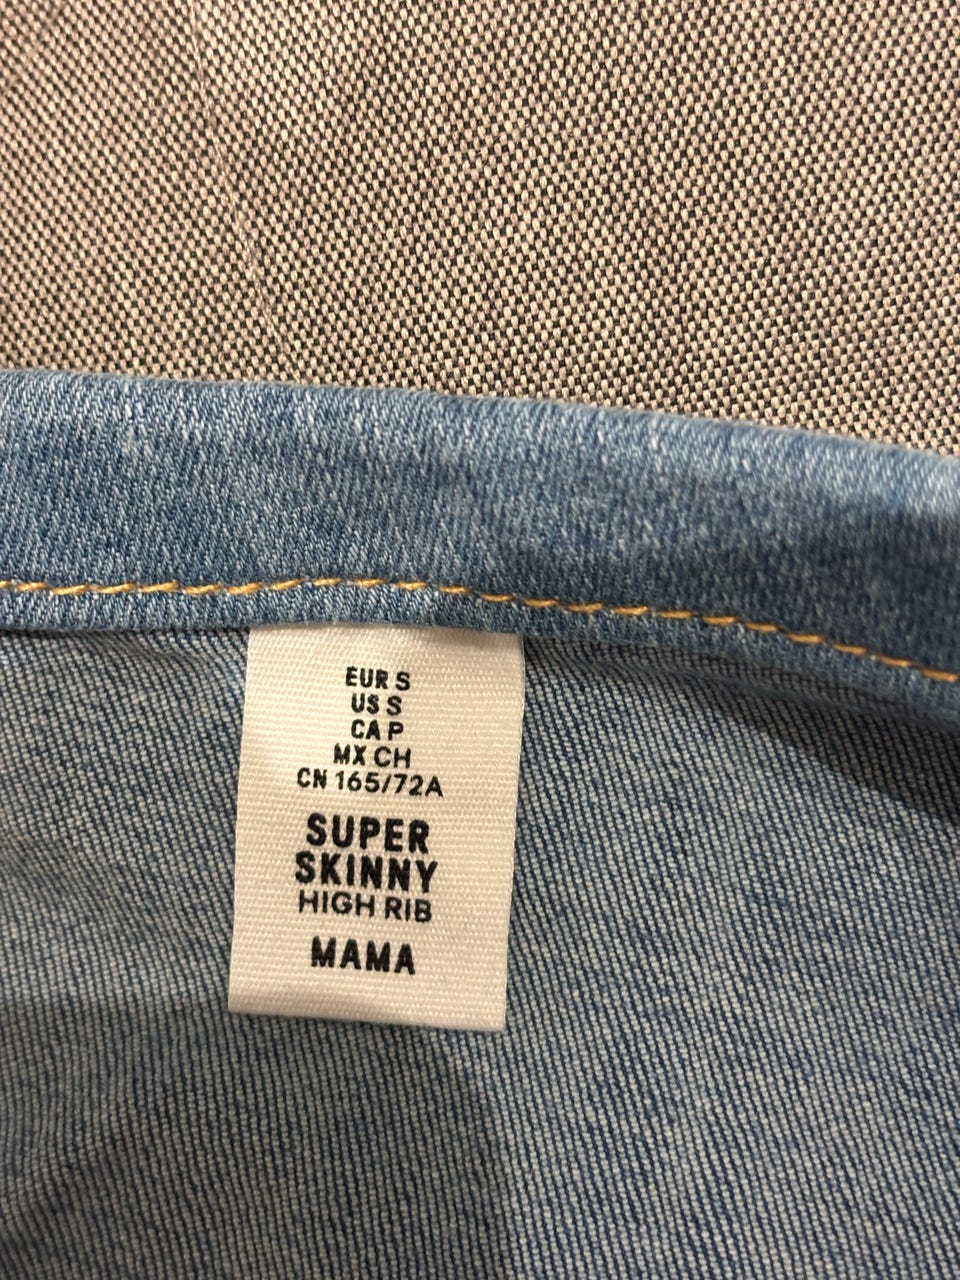 EUR S
US S
CA P
MX CH
CN 165/72A
SUPER
SKINNY
HIGH RIB
MAMA